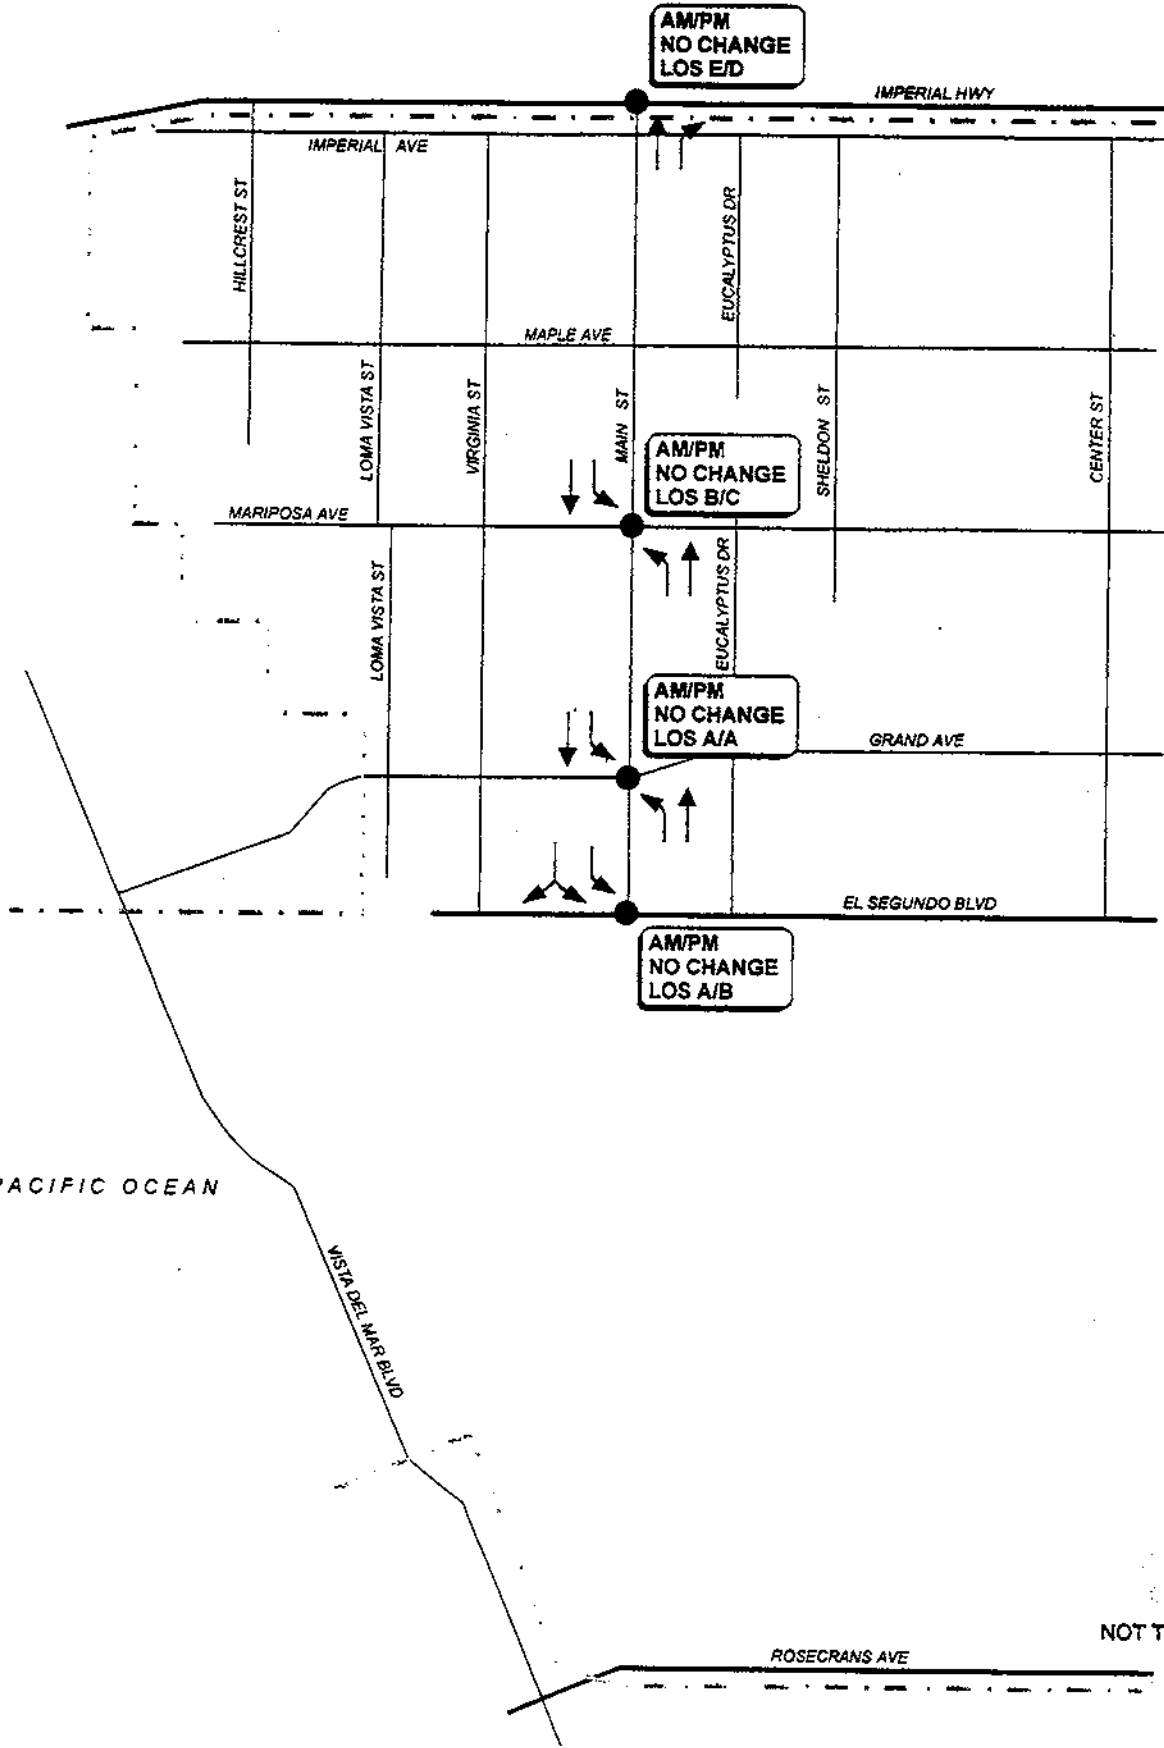 AM/PM
NO CHANGE
LOS E/D
IMPERIAL HWY
IMPERIAL AVE
HILLCREST ST
EUCALYPTUS DR
MAPLE AVE
LOMA VISTA ST
VIRGINIA ST
MAIN ST
SHELDON ST
CENTER ST
AM/PM
NO CHANGE
LOS B/C
MARIPOSA AVE
LOMA VISTA ST
EUCALYPTUS DR
AM/PM
NO CHANGE
LOS A/A
GRAND AVE
EL SEGUNDO BLVD
AM/PM
NO CHANGE
LOS A/B
PACIFIC OCEAN
VISTA DEL MAR BLVD
NOT T
ROSECRANS AVE